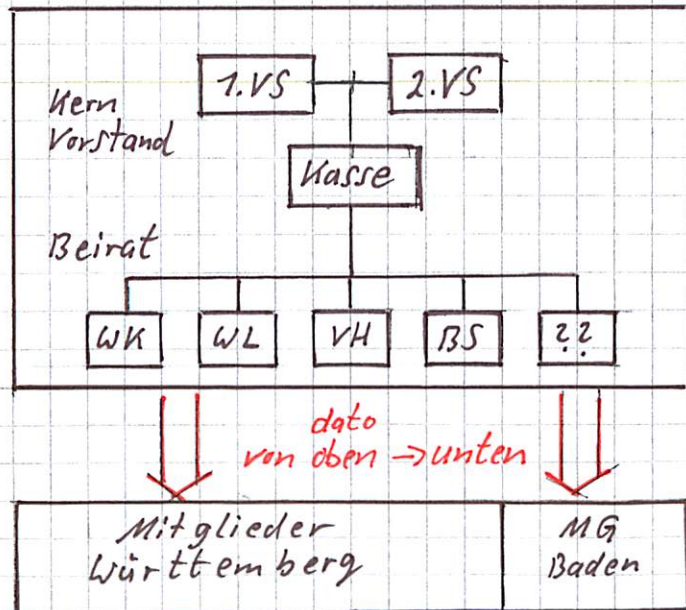 1.VS 2.VS
Kern
Vorstand
Kasse
Beirat
WK WL VH BS ??
dato
von oben → unten
Mitglieder
Württemberg
MG
Baden